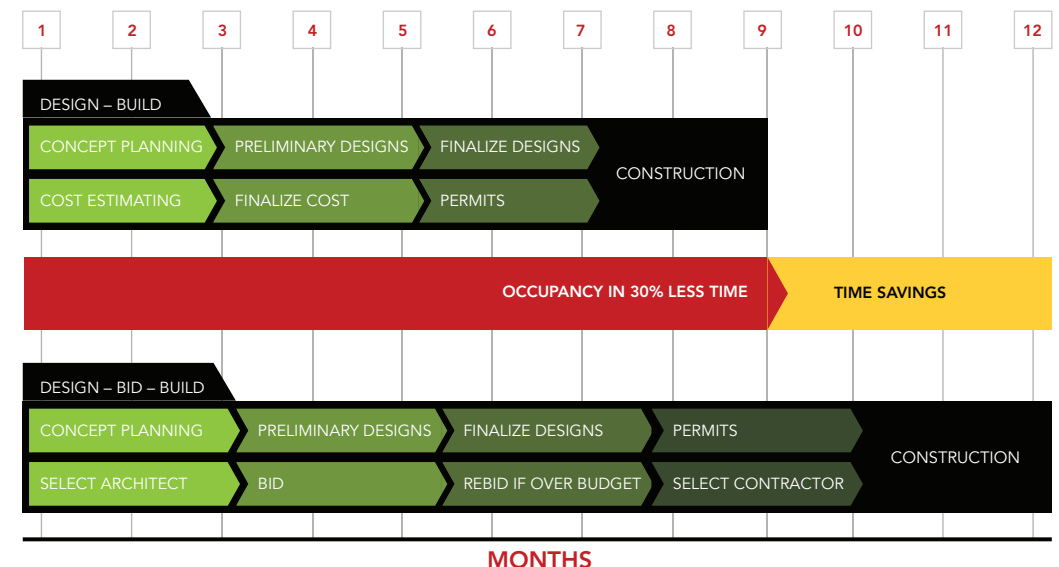 1 2 3 4 5 6 7 8 9 10 11 12
DESIGN – BUILD
CONCEPT PLANNING PRELIMINARY DESIGNS FINALIZE DESIGNS
CONSTRUCTION
COST ESTIMATING FINALIZE COST PERMITS
OCCUPANCY IN 30% LESS TIME TIME SAVINGS
DESIGN – BID – BUILD
CONCEPT PLANNING PRELIMINARY DESIGNS FINALIZE DESIGNS PERMITS
CONSTRUCTION
SELECT ARCHITECT BID REBID IF OVER BUDGET SELECT CONTRACTOR
MONTHS